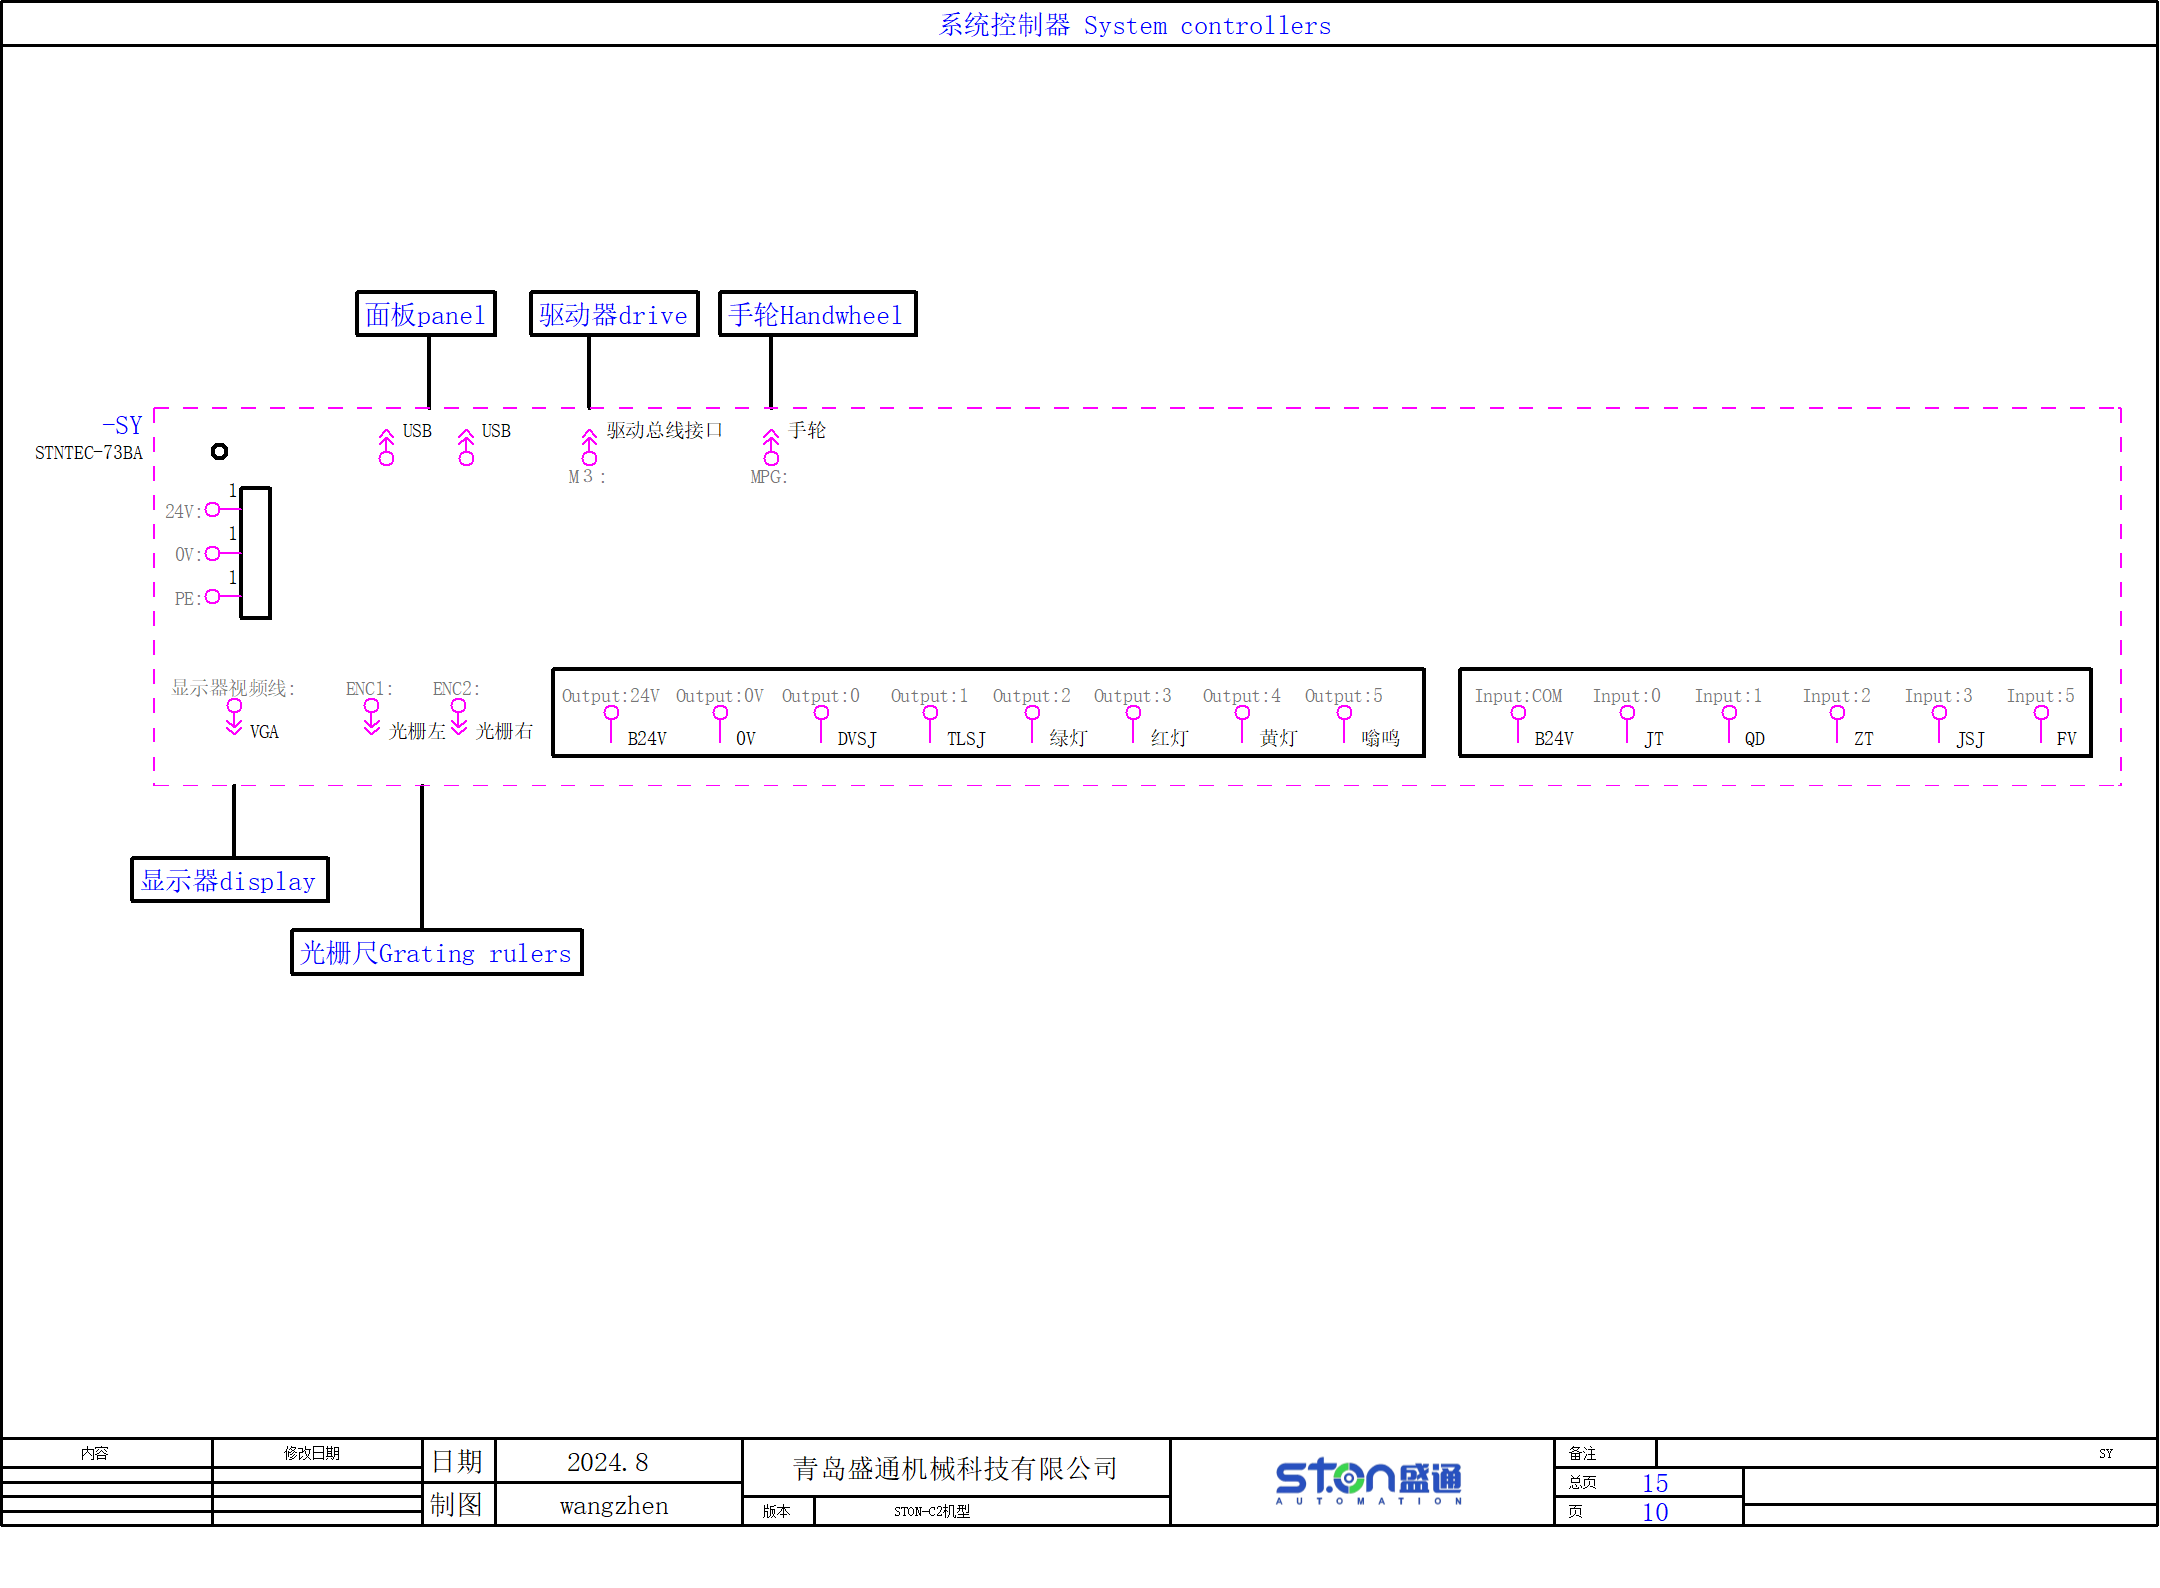 系统控制器 System controllers
面板panel
驱动器drive
手轮Handwheel
-SY
STNTEC-73BA
USB
USB
驱动总线接口
手轮
M3:
MPG:
1
24V:
1
0V:
1
PE:
显示器视频线:
ENC1:
ENC2:
VGA
光栅左
光栅右
Output:24V Output:0V Output:0 Output:1 Output:2 Output:3 Output:4 Output:5
B24V 0V DVSJ TLSJ 绿灯 红灯 黄灯 嗡鸣
Input:COM Input:0 Input:1 Input:2 Input:3 Input:5
B24V JT QD ZT JSJ FV
显示器display
光栅尺Grating rulers
内容
修改日期
日期
2024.8
制图
wangzhen
青岛盛通机械科技有限公司
版本
STON-C2机型
STON盛通
AUTOMATION
备注
SY
总页
15
页
10